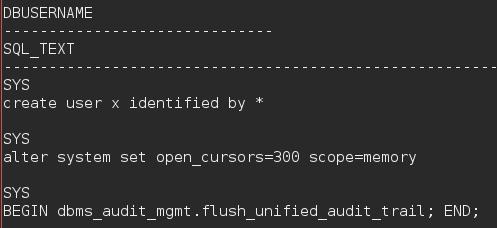 DBUSERNAME
------------------------------
SQL_TEXT
-------------------------------------------------------
SYS
create user x identified by *
SYS
alter system set open_cursors=300 scope=memory
SYS
BEGIN dbms_audit_mgmt.flush_unified_audit_trail; END;